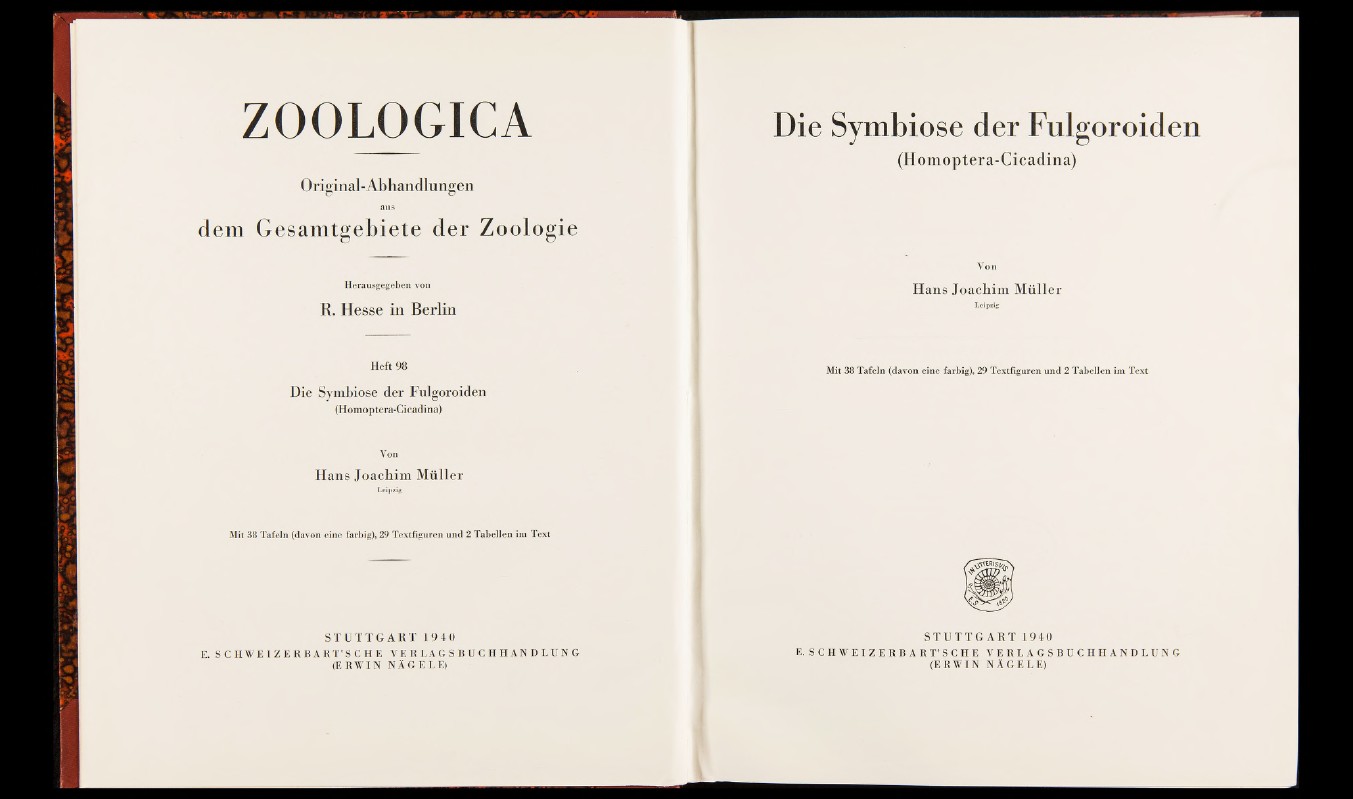 ZOOLOGICA
Original-Abhandlungen
aus
dem Gesamtgebiete der Zoologie
Herausgegeben von
R. Hesse in Berlin
Heft 98
Die Symbiose der Fulgoroiden
(Homoptera-Cicadina)
Von
Hans Joachim Müller
Leipzig
Mit 38 Tafeln (davon eine farbig), 29 Textfiguren und 2 Tabellen im Text
STUTTGART 1940
E. SCHWEIZERBART'SCHE VERLAGSBUCHHANDLUNG
(ERWIN NÄGELE)
Die Symbiose der Fulgoroiden
(Homoptera-Cicadina)
Von
Hans Joachim Müller
Leipzig
Mit 38 Tafeln (davon eine farbig), 29 Textfiguren und 2 Tabellen im Text
IN LITTERIS VIS
E.S. 1826
STUTTGART 1940
E. SCHWEIZERBART'SCHE VERLAGSBUCHHANDLUNG
(ERWIN NÄGELE)